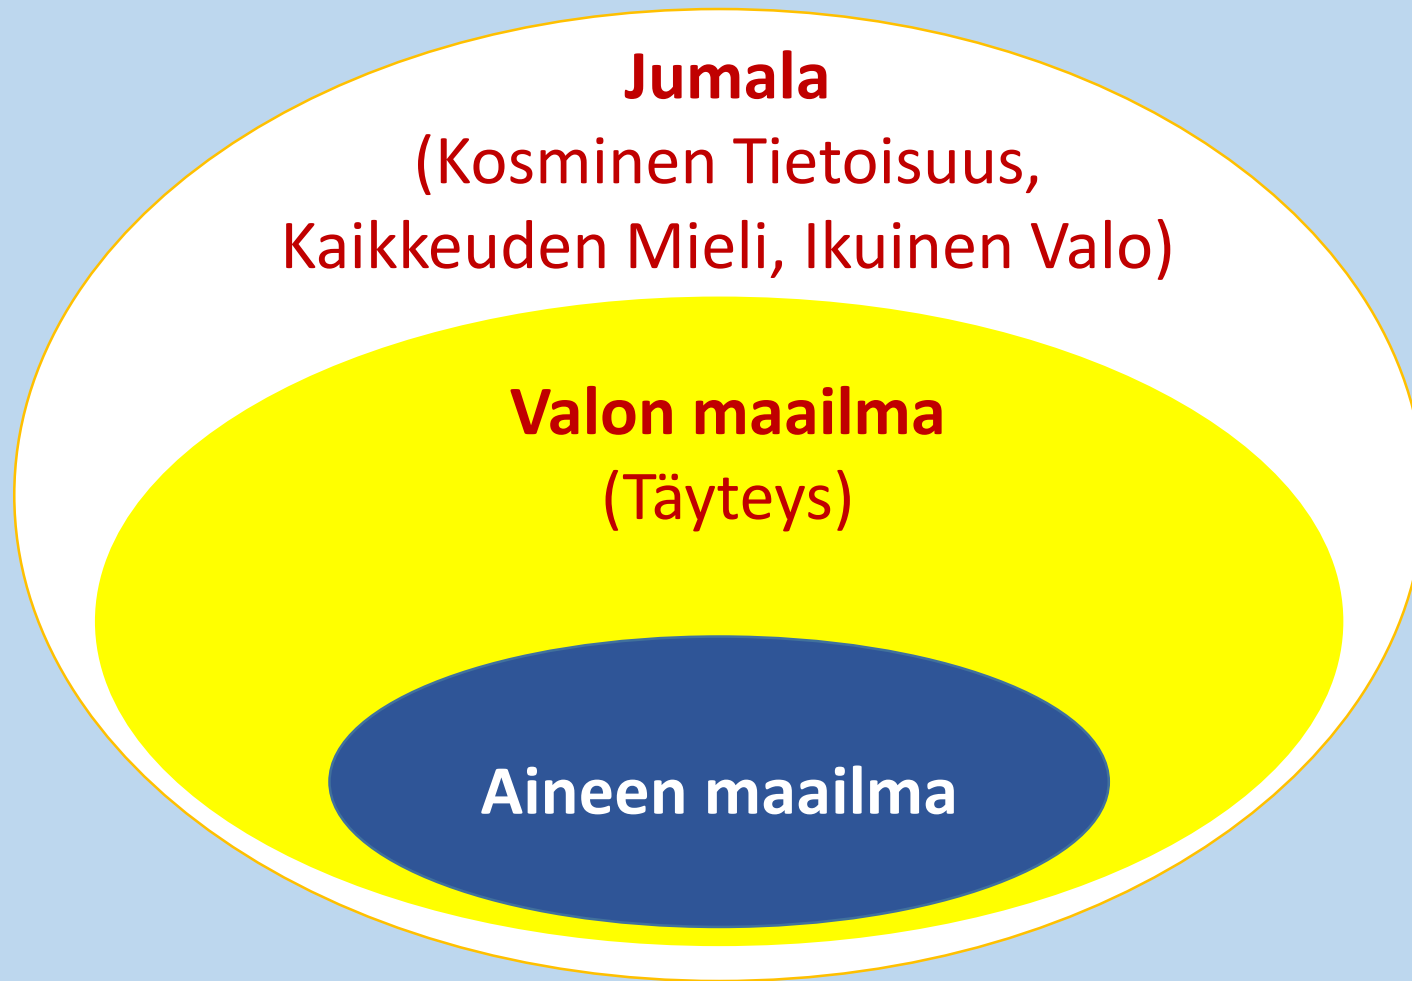 Jumala
(Kosminen Tietoisuus,
Kaikkeuden Mieli, Ikuinen Valo)
Valon maailma
(Täyteys)
Aineen maailma